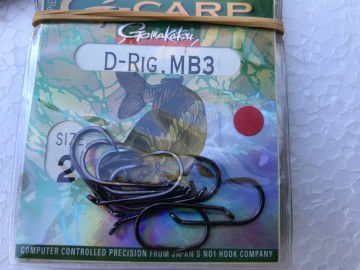 G-CARP
Gamakatsu
D-RIG, MB3
SIZE
2
COMPUTER CONTROLLED PRECISION FROM JAPAN'S NO1 HOOK COMPANY